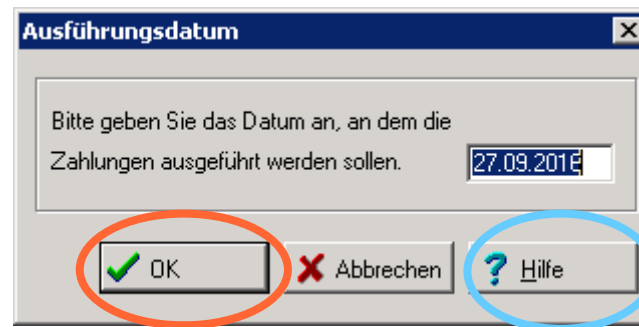 Ausführungsdatum
Bitte geben Sie das Datum an, an dem die
Zahlungen ausgeführt werden sollen. 27.09.2016
OK Abbrechen Hilfe